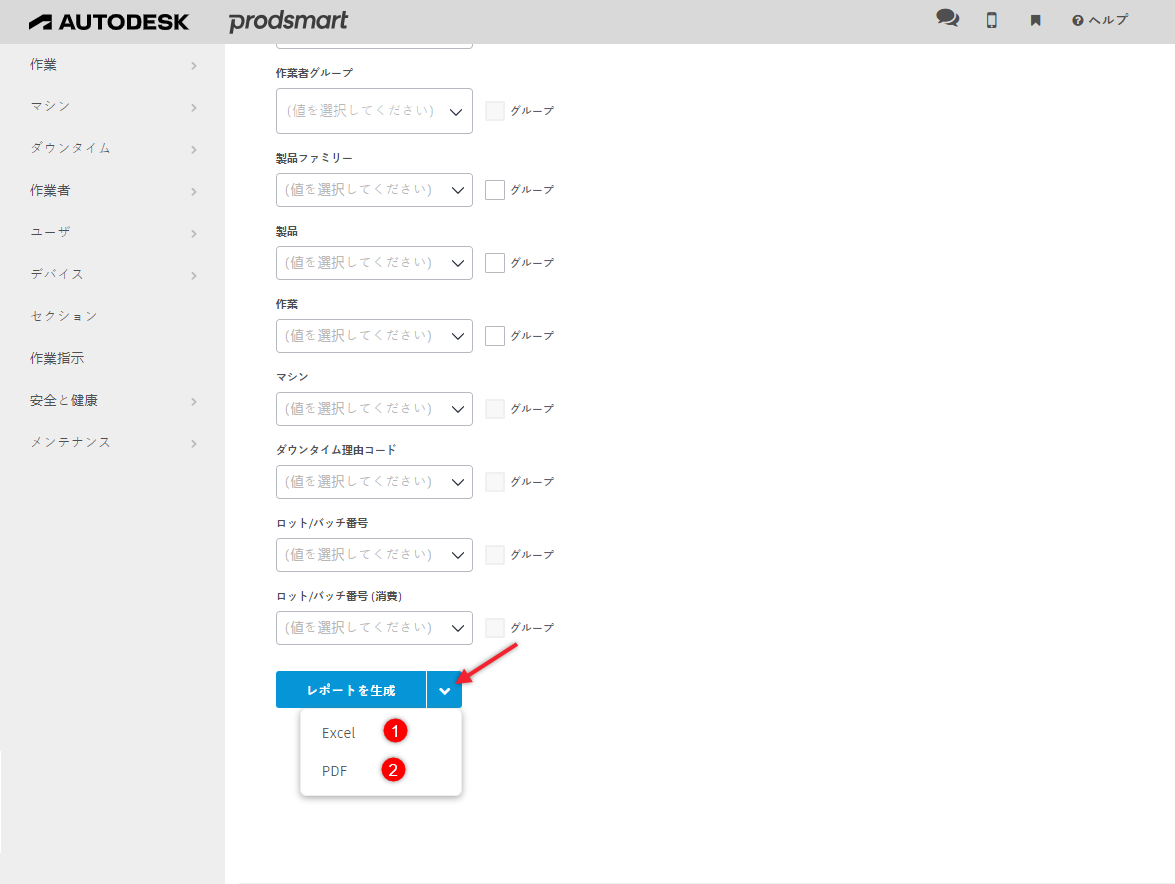 AUTODESK prodsmart
ヘルプ
作業
マシン
ダウンタイム
作業者
ユーザ
デバイス
セクション
作業指示
安全と健康
メンテナンス
作業者グループ
(値を選択してください)
グループ
製品ファミリー
(値を選択してください)
グループ
製品
(値を選択してください)
グループ
作業
(値を選択してください)
グループ
マシン
(値を選択してください)
グループ
ダウンタイム理由コード
(値を選択してください)
グループ
ロット/バッチ番号
(値を選択してください)
グループ
ロット/バッチ番号 (消費)
(値を選択してください)
グループ
レポートを生成
Excel 1
PDF 2